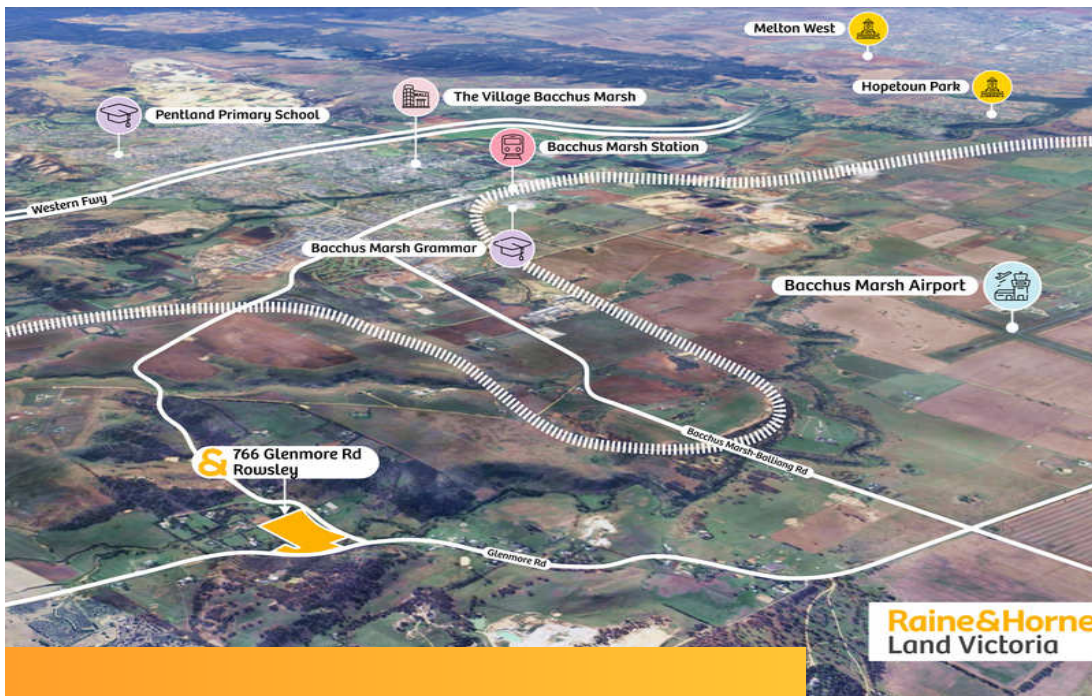 Melton West
Hopetoun Park
The Village Bacchus Marsh
Pentland Primary School
Bacchus Marsh Station
Western Fwy
Bacchus Marsh Grammar
Bacchus Marsh Airport
Bacchus Marsh-Balliang Rd
& 766 Glenmore Rd
Rowsley
Glenmore Rd
Raine&Horne
Land Victoria